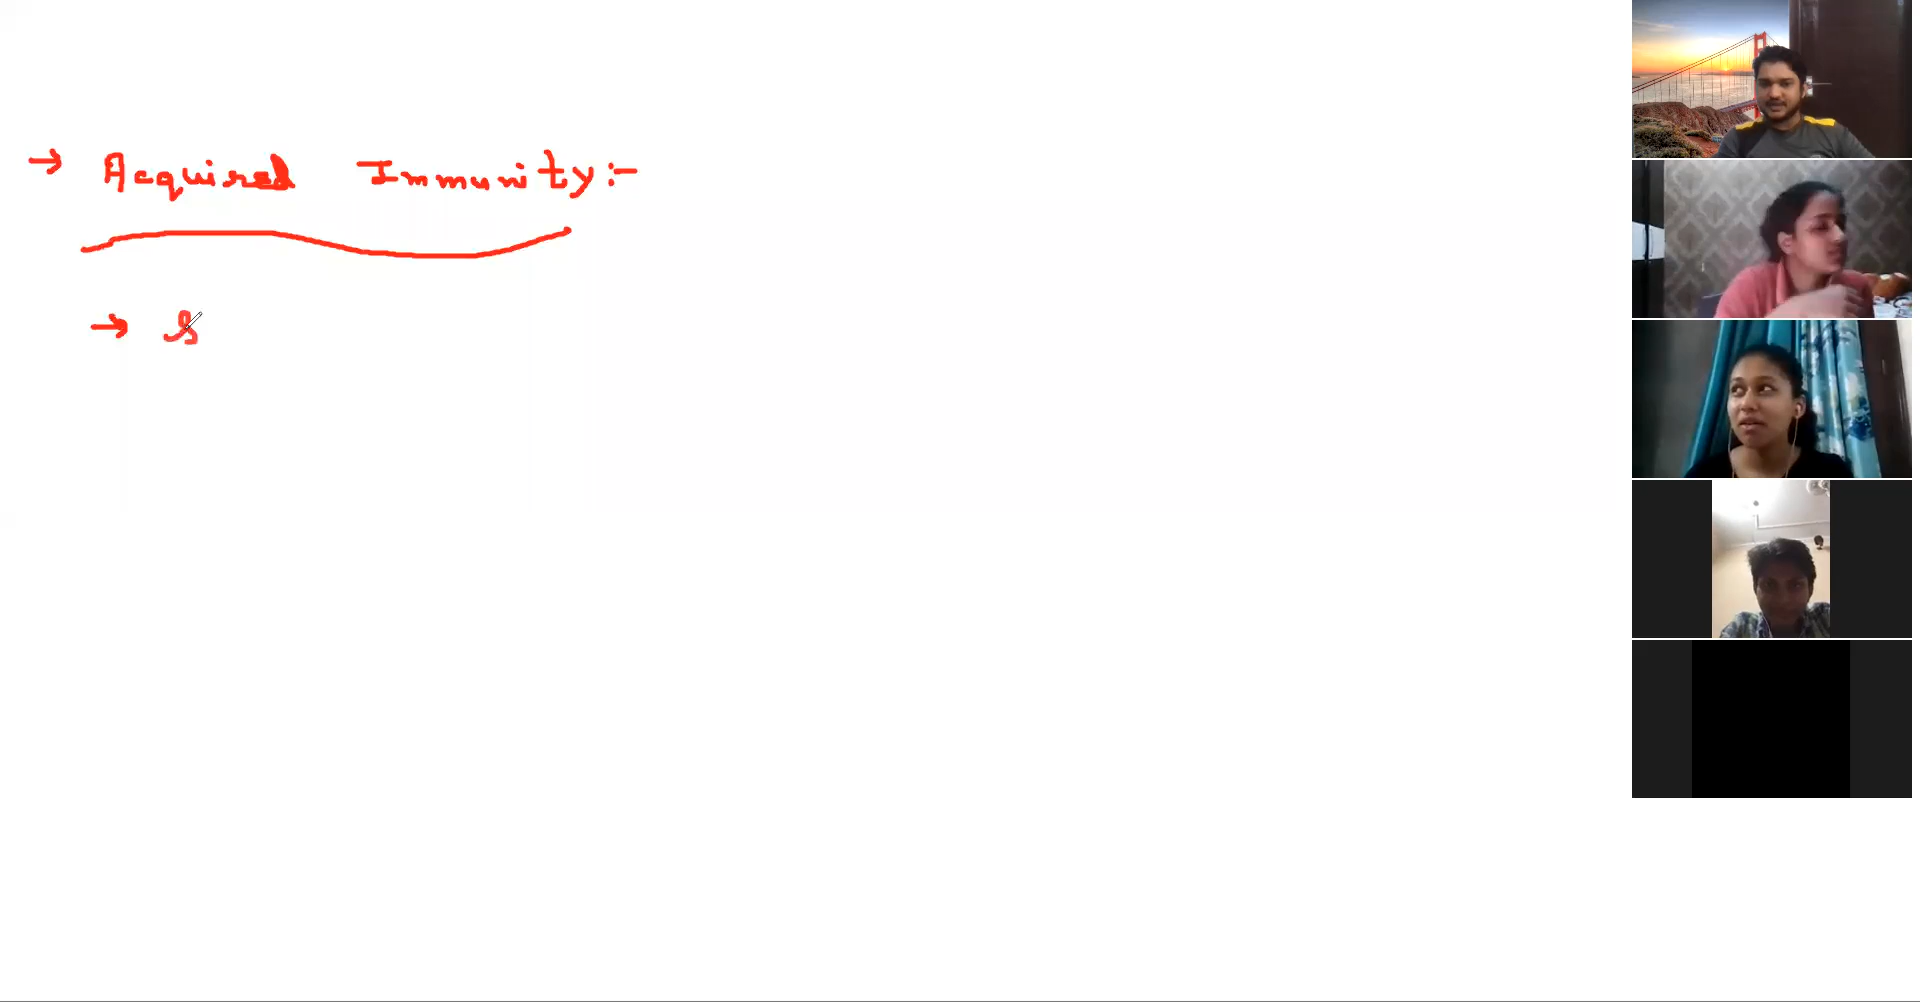 → Acquired Immunity:-
→ S